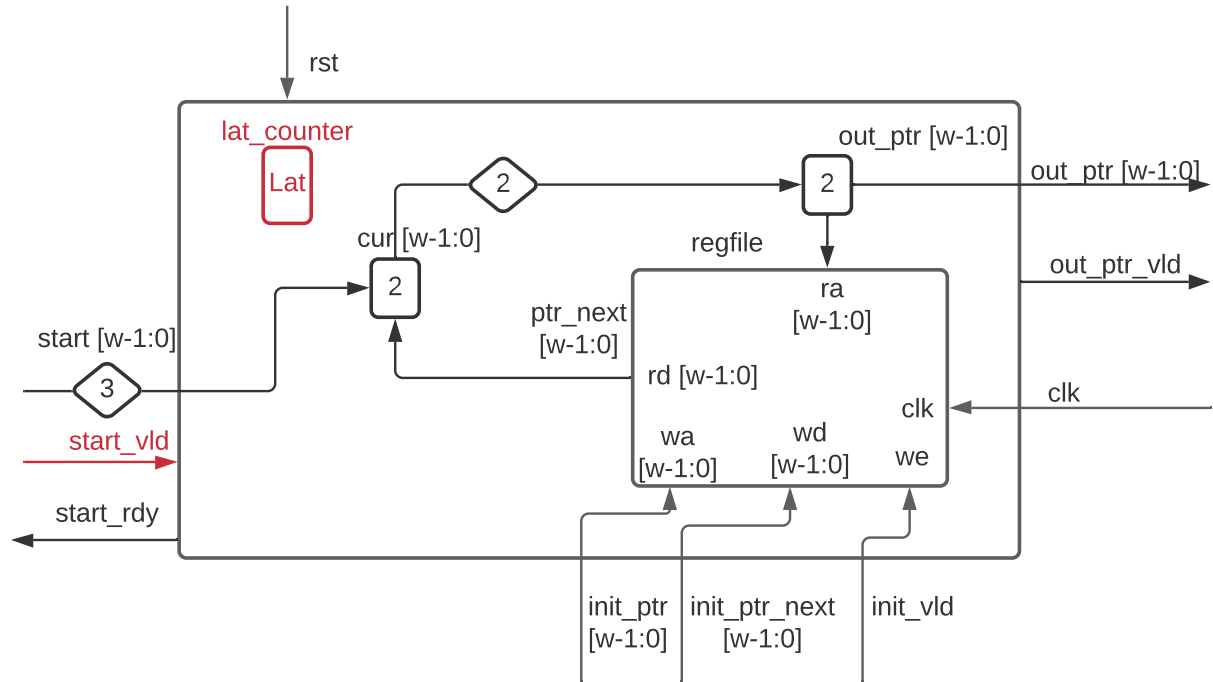 rst
lat_counter
Lat
out_ptr [w-1:0]
2
2
out_ptr [w-1:0]
cur [w-1:0]
2
regfile
out_ptr_vld
ra
[w-1:0]
ptr_next
[w-1:0]
start [w-1:0]
3
rd [w-1:0]
clk
clk
start_vld
wa
[w-1:0]
wd
[w-1:0]
we
start_rdy
init_ptr
[w-1:0]
init_ptr_next
[w-1:0]
init_vld